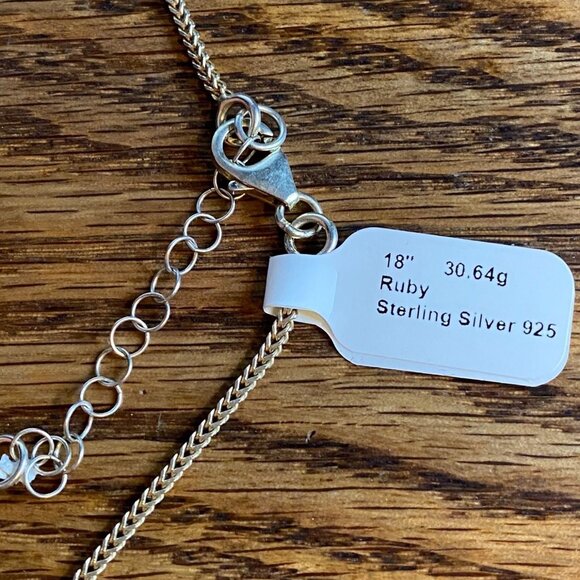 18" 30.64g
Ruby
Sterling Silver 925